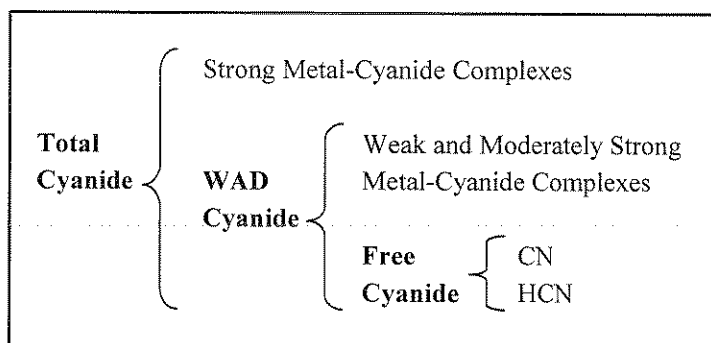 Strong Metal-Cyanide Complexes
Total
Cyanide
WAD
Cyanide
Weak and Moderately Strong
Metal-Cyanide Complexes
Free
Cyanide
CN
HCN